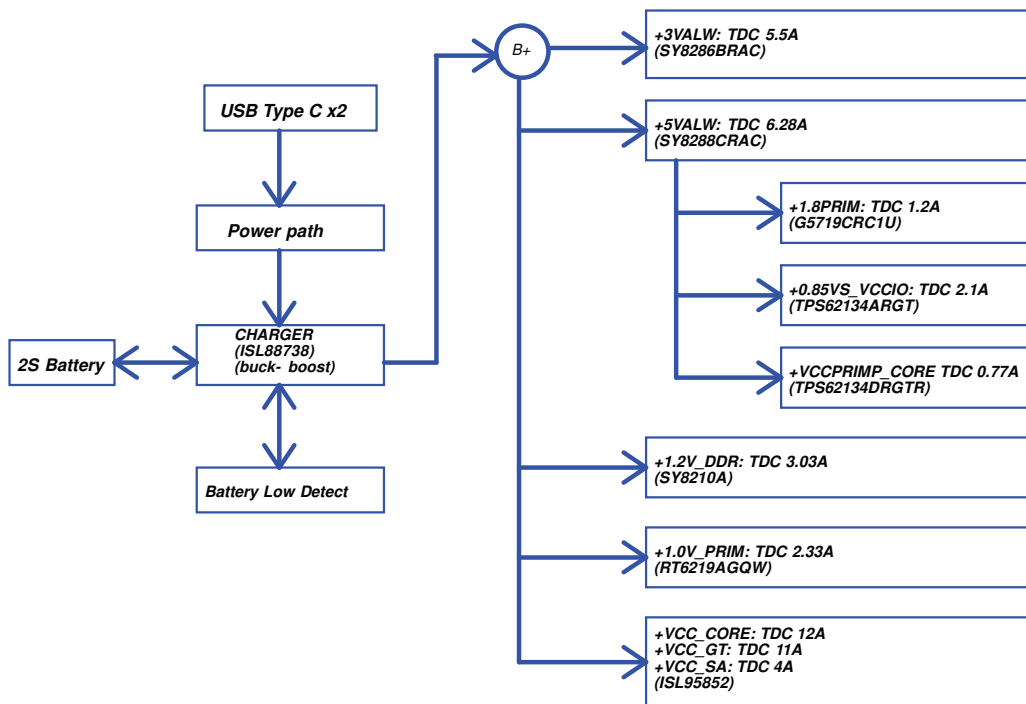 USB Type C x2
Power path
CHARGER
(ISL88738)
(buck- boost)
2S Battery
Battery Low Detect
B+
+3VALW: TDC 5.5A
(SY8286BRAC)
+5VALW: TDC 6.28A
(SY8288CRAC)
+1.8PRIM: TDC 1.2A
(G5719CRC1U)
+0.85VS_VCCIO: TDC 2.1A
(TPS62134ARGT)
+VCCPRIMP_CORE TDC 0.77A
(TPS62134DRGTR)
+1.2V_DDR: TDC 3.03A
(SY8210A)
+1.0V_PRIM: TDC 2.33A
(RT6219AGQW)
+VCC_CORE: TDC 12A
+VCC_GT: TDC 11A
+VCC_SA: TDC 4A
(ISL95852)